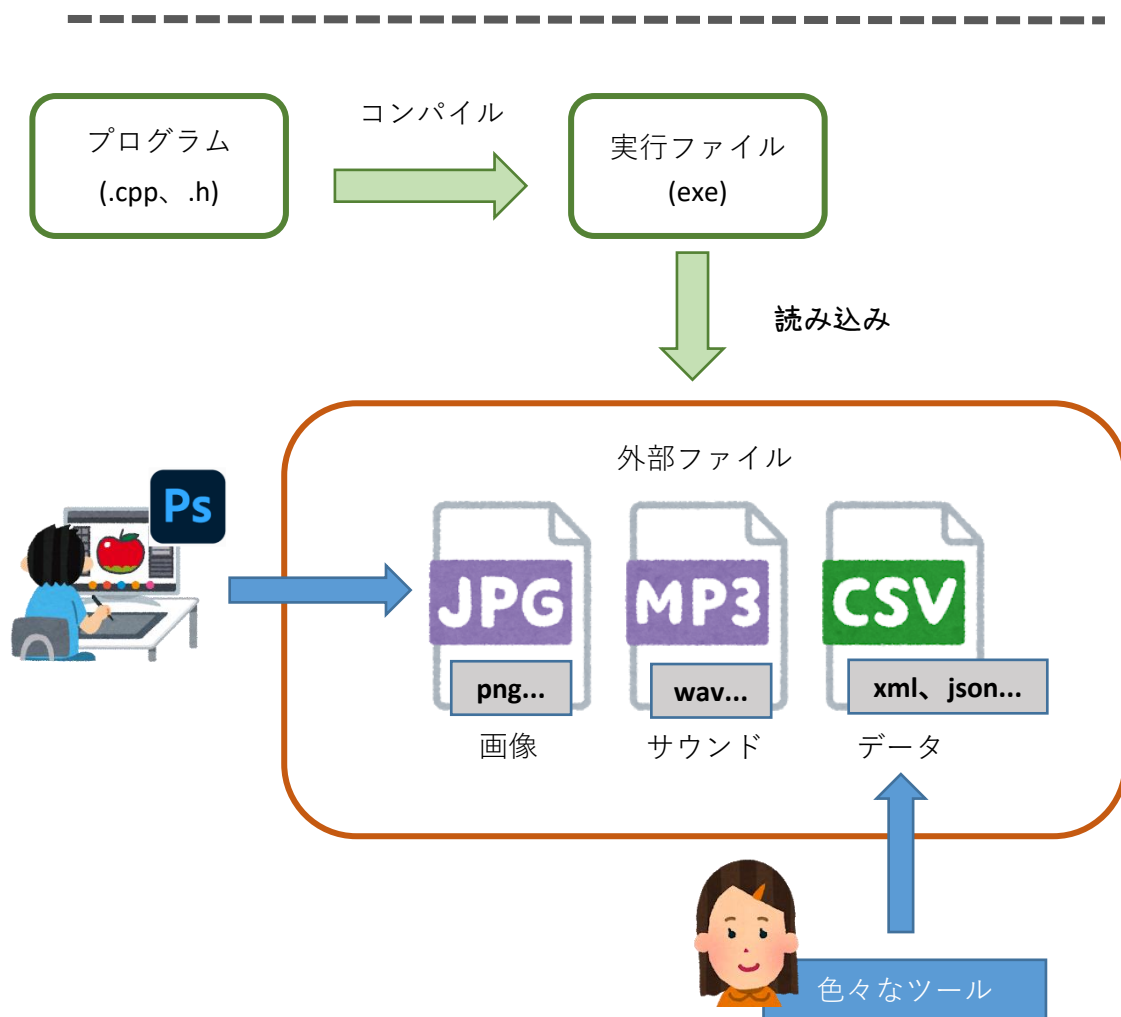 コンパイル
プログラム
(.cpp、.h)
実行ファイル
(exe)
読み込み
外部ファイル
Ps
JPG
MP3
CSV
png...
wav...
xml、json...
画像
サウンド
データ
色々なツール